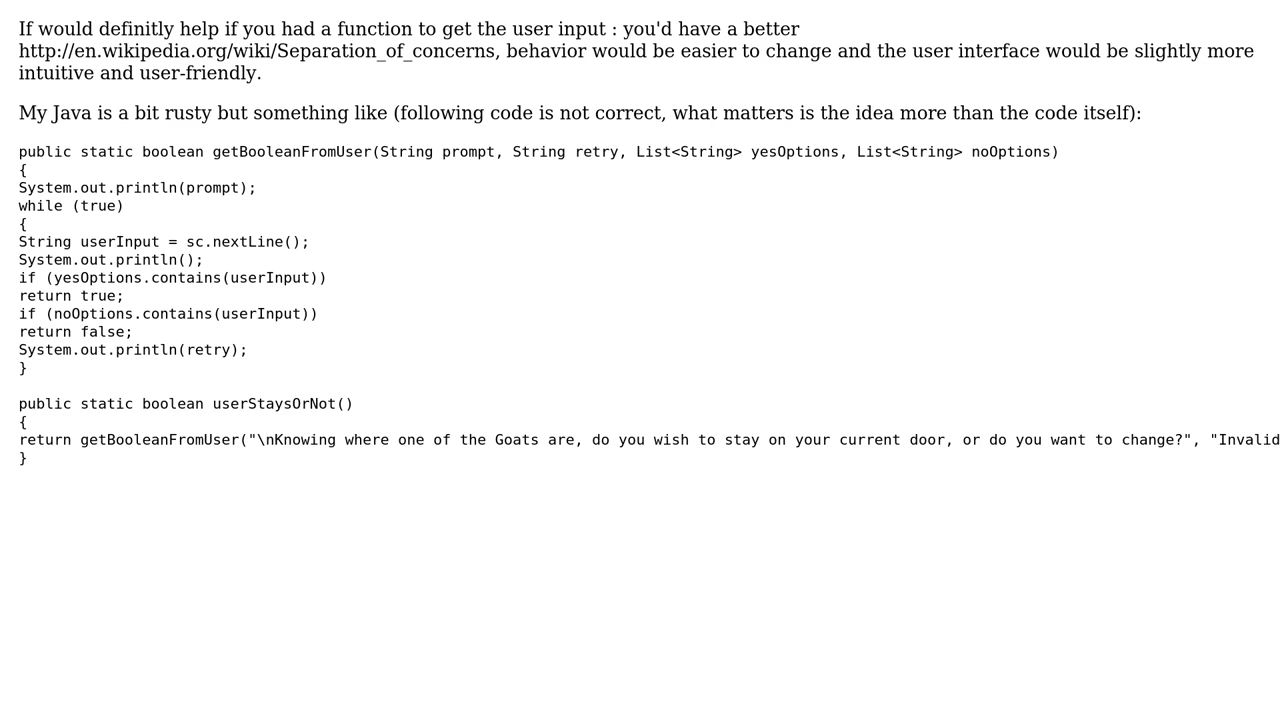 If would definitly help if you had a function to get the user input : you'd have a better
http://en.wikipedia.org/wiki/Separation_of_concerns, behavior would be easier to change and the user interface would be slightly more
intuitive and user-friendly.
My Java is a bit rusty but something like (following code is not correct, what matters is the idea more than the code itself):
public static boolean getBooleanFromUser(String prompt, String retry, List<String> yesOptions, List<String> noOptions)
{
System.out.println(prompt);
while (true)
{
String userInput = sc.nextLine();
System.out.println();
if (yesOptions.contains(userInput))
return true;
if (noOptions.contains(userInput))
return false;
System.out.println(retry);
}
public static boolean userStaysOrNot()
{
return getBooleanFromUser("\nKnowing where one of the Goats are, do you wish to stay on your current door, or do you want to change?", "Invalid
}